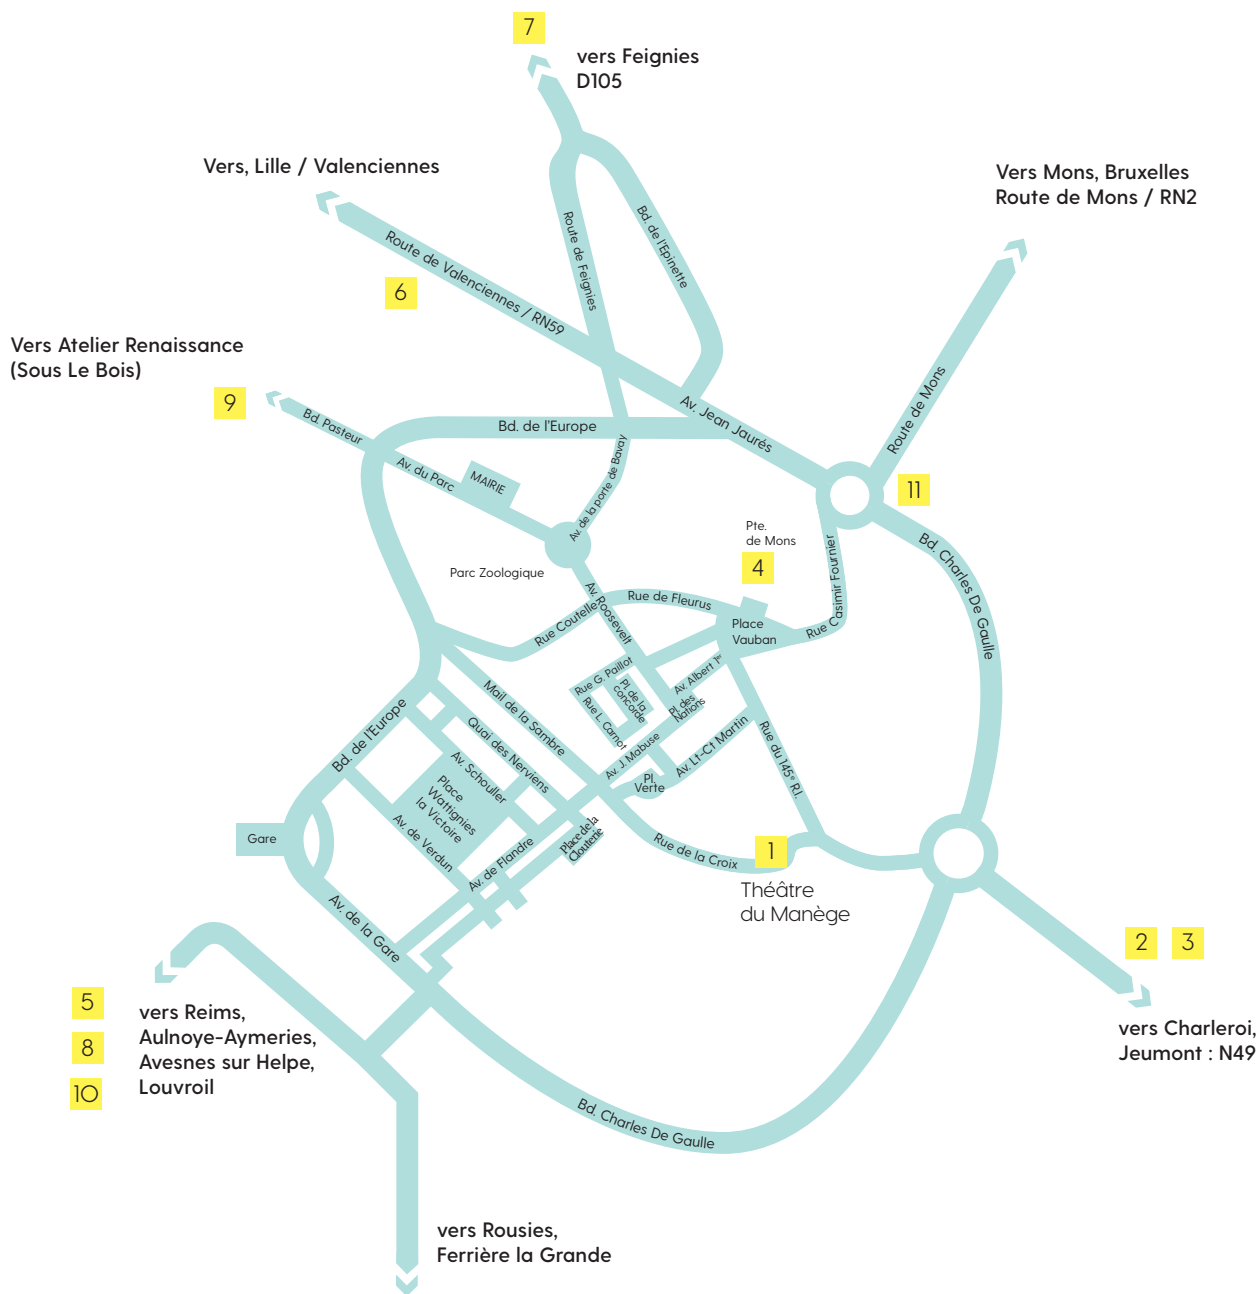 7
vers Feignies
D105
Vers, Lille / Valenciennes
Vers Mons, Bruxelles
Route de Mons / RN2
Route de Valenciennes / RN59
Route de Feignies
Bd. de l'Epinette
6
Vers Atelier Renaissance
(Sous Le Bois)
9
Bd. Pasteur
Av. du Parc
MAIRIE
Bd. de l'Europe
Av. de la porte de Bavay
Av. Jean Jaurés
Route de Mons
11
Pte.
de Mons
4
Parc Zoologique
Av. Roosevelt
Rue Coutelle
Rue de Fleurus
Place
Vauban
Rue Casimir Fournier
Bd. Charles De Gaulle
Rue G. Paillot
Pl. de la
concorde
Rue L. Carnot
Av. Albert 1er
Pl. des
Nations
Av. J. Mabuse
Av. Lt-Ct Martin
Rue du 145e R.I.
Pl.
Verte
Mail de la Sambre
Quai des Nerviens
Bd. de l'Europe
Av. Schouller
Place
Wattignies
la Victoire
Av. de Verdun
Av. de Flandre
Place de la
Clouterie
Rue de la Croix
1
Théâtre
du Manège
Gare
Av. de la Gare
2
3
vers Charleroi,
Jeumont : N49
5
8
10
vers Reims,
Aulnoye-Aymeries,
Avesnes sur Helpe,
Louvroil
Bd. Charles De Gaulle
vers Rousies,
Ferrière la Grande